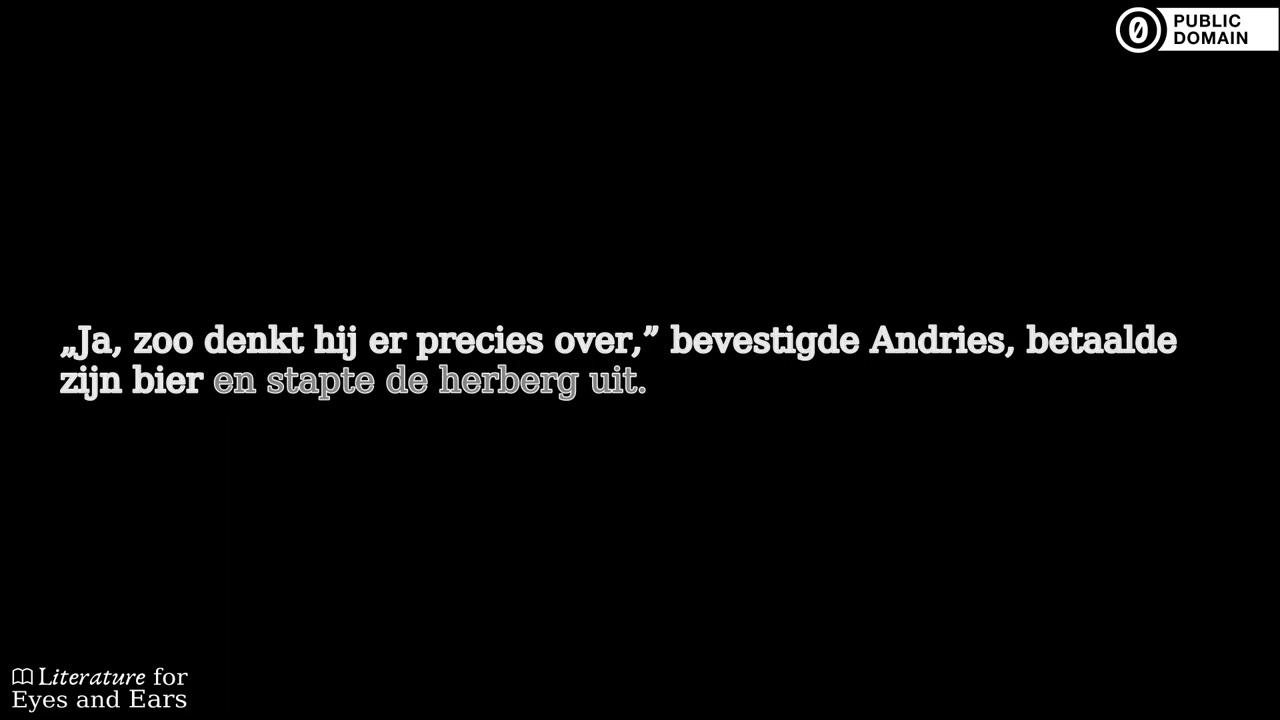 PUBLIC
DOMAIN
„Ja, zoo denkt hij er precies over,” bevestigde Andries, betaalde
zijn bier en stapte de herberg uit.
Literature for
Eyes and Ears